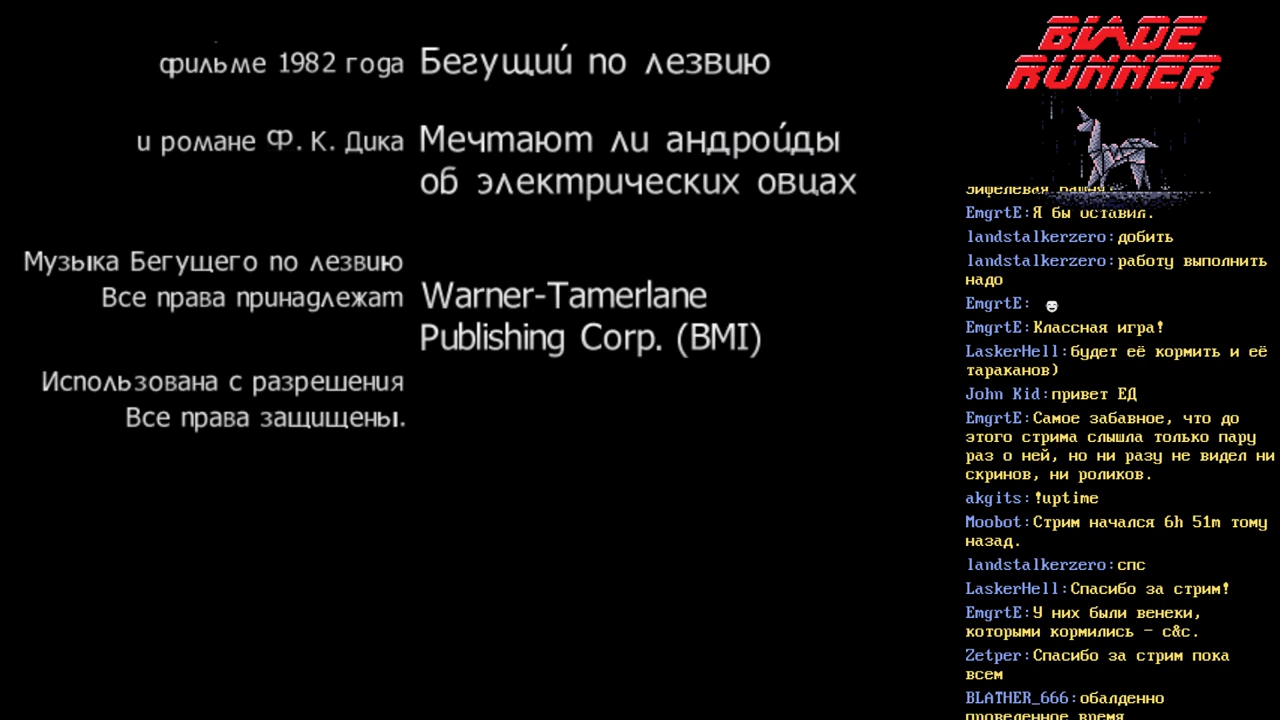 фильме 1982 года Бегущий по лезвию
и романе Ф. К. Дика Мечтают ли андройды
об электрических овцах
Музыка Бегущего по лезвию
Все права принадлежат Warner-Tamerlane
Publishing Corp. (BMI)
Использована с разрешения
Все права защищены.
BLADE
RUNNER
EmgrtE:Я бы оставил.
landstalkerzero:добить
landstalkerzero:работу выполнить
надо
EmgrtE:
EmgrtE:Классная игра!
LaskerHell:будет её кормить и её
тараканов)
John Kid:привет ЕД
EmgrtE:Самое забавное, что до
этого стрима слышла только пару
раз о ней, но ни разу не видел ни
скринов, ни роликов.
akgits:!uptime
Moobot:Стрим начался 6h 51m тому
назад.
landstalkerzero:спс
LaskerHell:Спасибо за стрим!
EmgrtE:У них были венеки,
которыми кормились - c&c.
Zetper:Спасибо за стрим пока
всем
BLATHER_666:обалденно
проведенное время